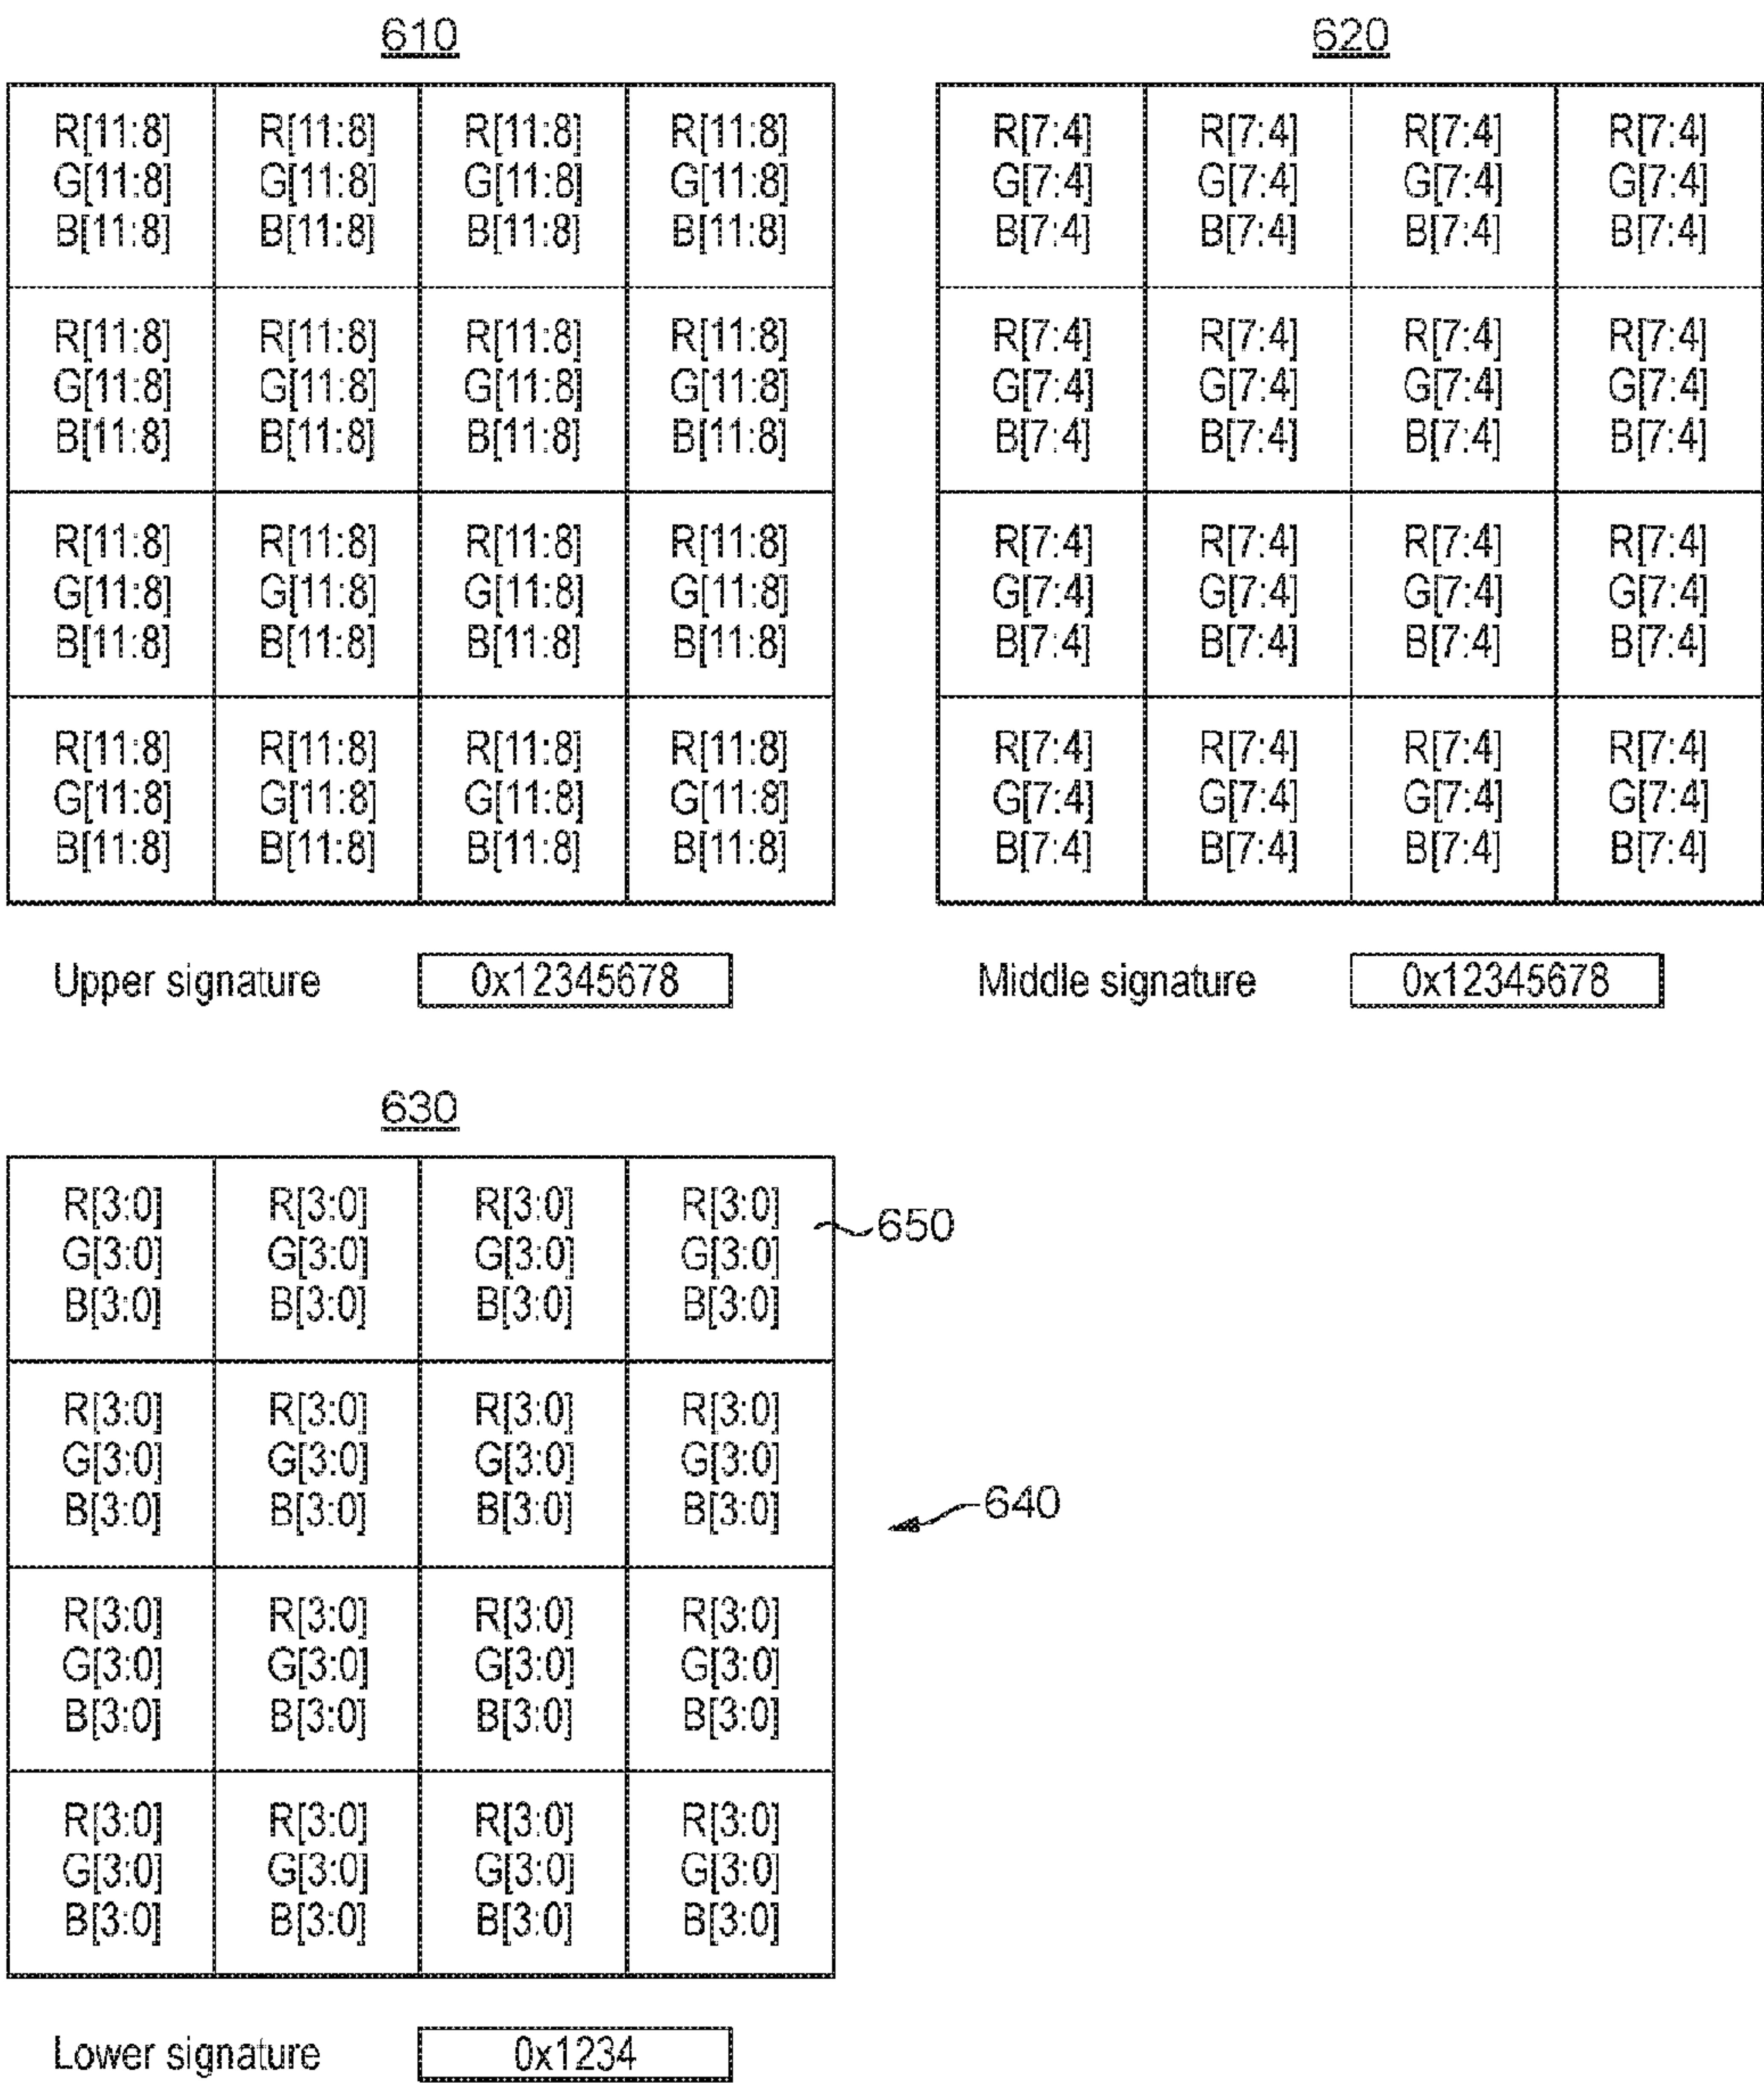 610
620
R[11:8] R[11:8] R[11:8] R[11:8] R[7:4] R[7:4] R[7:4] R[7:4]
G[11:8] G[11:8] G[11:8] G[11:8] G[7:4] G[7:4] G[7:4] G[7:4]
B[11:8] B[11:8] B[11:8] B[11:8] B[7:4] B[7:4] B[7:4] B[7:4]
R[11:8] R[11:8] R[11:8] R[11:8] R[7:4] R[7:4] R[7:4] R[7:4]
G[11:8] G[11:8] G[11:8] G[11:8] G[7:4] G[7:4] G[7:4] G[7:4]
B[11:8] B[11:8] B[11:8] B[11:8] B[7:4] B[7:4] B[7:4] B[7:4]
R[11:8] R[11:8] R[11:8] R[11:8] R[7:4] R[7:4] R[7:4] R[7:4]
G[11:8] G[11:8] G[11:8] G[11:8] G[7:4] G[7:4] G[7:4] G[7:4]
B[11:8] B[11:8] B[11:8] B[11:8] B[7:4] B[7:4] B[7:4] B[7:4]
R[11:8] R[11:8] R[11:8] R[11:8] R[7:4] R[7:4] R[7:4] R[7:4]
G[11:8] G[11:8] G[11:8] G[11:8] G[7:4] G[7:4] G[7:4] G[7:4]
B[11:8] B[11:8] B[11:8] B[11:8] B[7:4] B[7:4] B[7:4] B[7:4]
Upper signature 0x12345678
Middle signature 0x12345678
630
R[3:0] R[3:0] R[3:0] R[3:0]
G[3:0] G[3:0] G[3:0] G[3:0]
B[3:0] B[3:0] B[3:0] B[3:0]
650
R[3:0] R[3:0] R[3:0] R[3:0]
G[3:0] G[3:0] G[3:0] G[3:0]
B[3:0] B[3:0] B[3:0] B[3:0]
640
R[3:0] R[3:0] R[3:0] R[3:0]
G[3:0] G[3:0] G[3:0] G[3:0]
B[3:0] B[3:0] B[3:0] B[3:0]
R[3:0] R[3:0] R[3:0] R[3:0]
G[3:0] G[3:0] G[3:0] G[3:0]
B[3:0] B[3:0] B[3:0] B[3:0]
Lower signature 0x1234